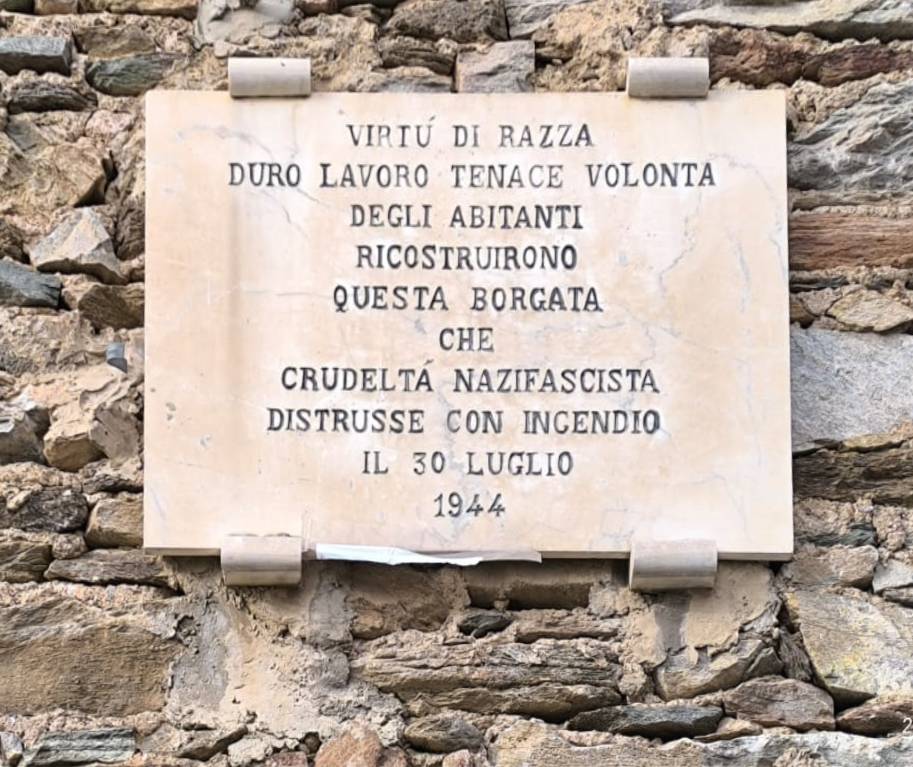 VIRTÚ DI RAZZA
DURO LAVORO TENACE VOLONTA
DEGLI ABITANTI
RICOSTRUIRONO
QUESTA BORGATA
CHE
CRUDELTÁ NAZIFASCISTA
DISTRUSSE CON INCENDIO
IL 30 LUGLIO
1944